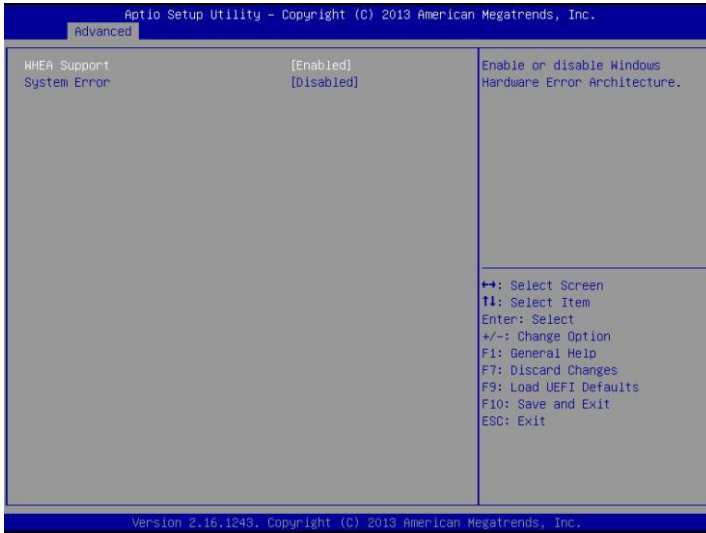 Aptio Setup Utility – Copyright (C) 2013 American Megatrends, Inc.
Advanced
WHEA Support [Enabled]
System Error [Disabled]
Enable or disable Windows
Hardware Error Architecture.
↔: Select Screen
↑↓: Select Item
Enter: Select
+/-: Change Option
F1: General Help
F7: Discard Changes
F9: Load UEFI Defaults
F10: Save and Exit
ESC: Exit
Version 2.16.1243. Copyright (C) 2013 American Megatrends, Inc.